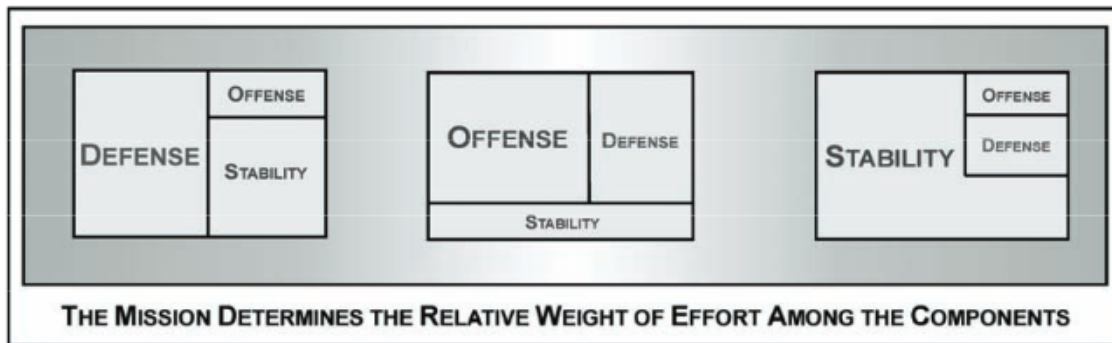 OFFENSE
DEFENSE
STABILITY
OFFENSE
DEFENSE
STABILITY
OFFENSE
DEFENSE
STABILITY
THE MISSION DETERMINES THE RELATIVE WEIGHT OF EFFORT AMONG THE COMPONENTS